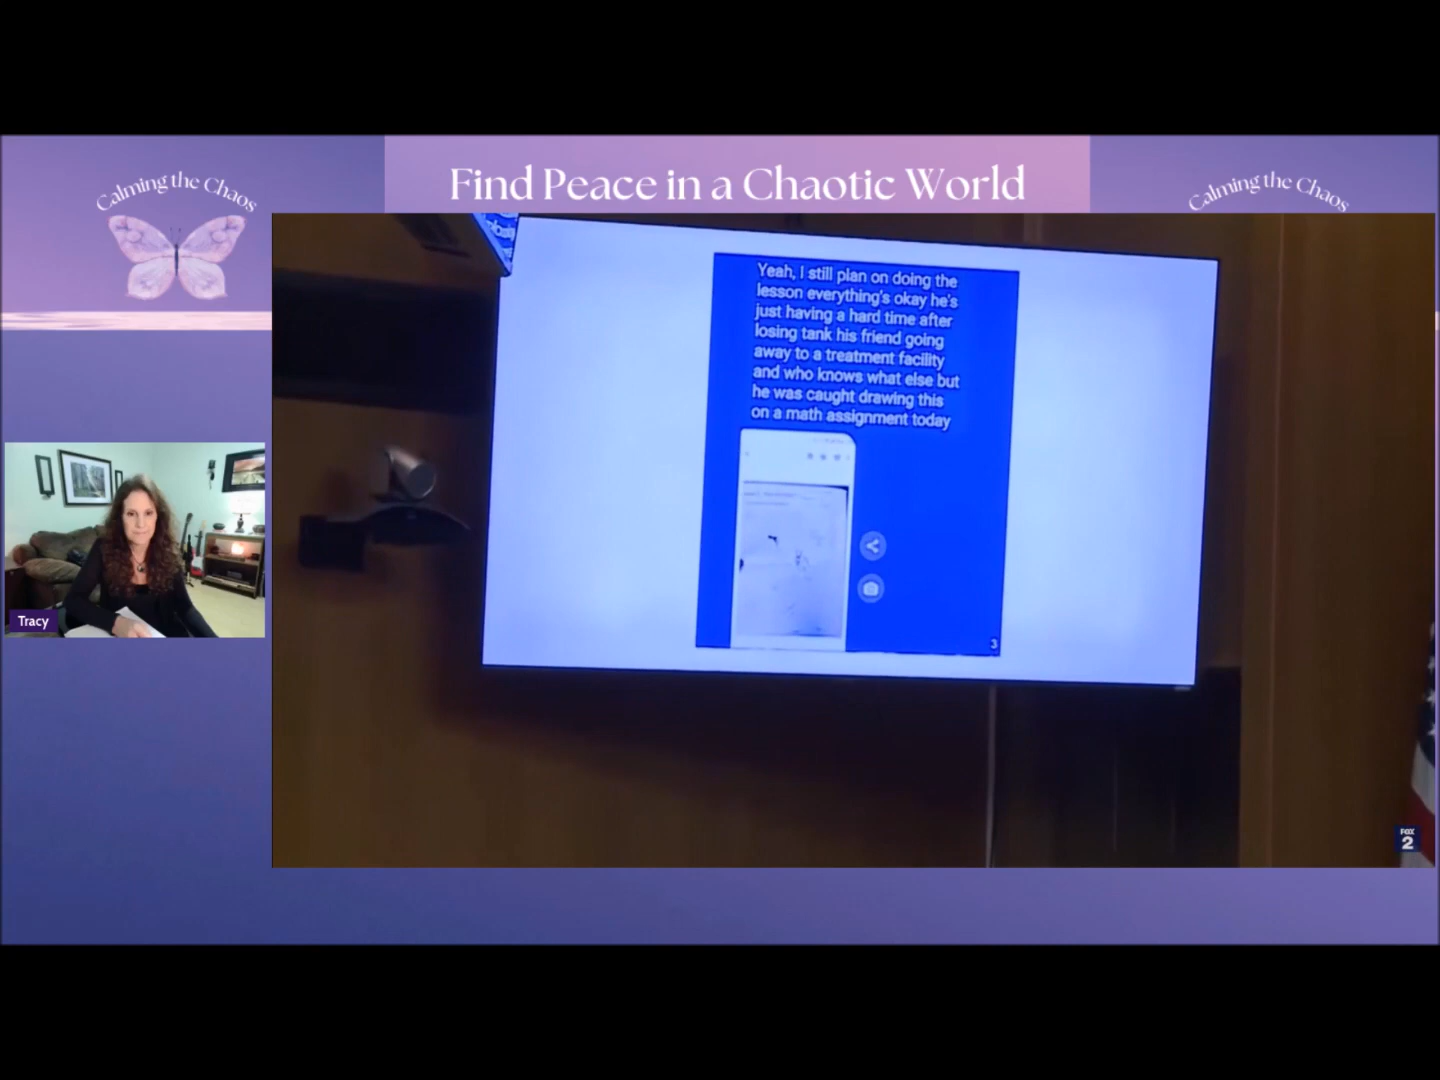 Calming the Chaos
Find Peace in a Chaotic World
Calming the Chaos
Yeah, I still plan on doing the
lesson everything's okay he's
just having a hard time after
losing tank his friend going
away to a treatment facility
and who knows what else but
he was caught drawing this
on a math assignment today
3
Tracy
FOX
2